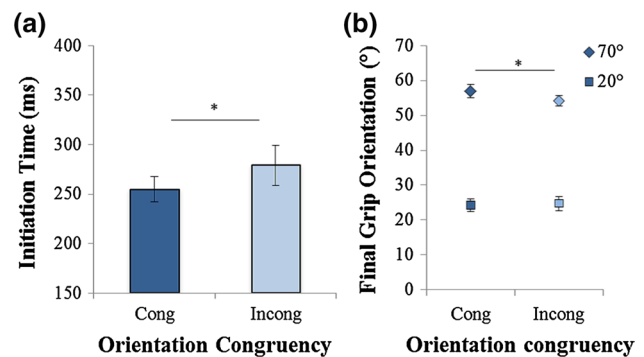 (a)
400
350
300
250
200
150
Initiation Time (ms)
*
Cong Incong
Orientation Congruency
(b)
70
60
50
40
30
20
10
0
Final Grip Orientation (°)
*
70°
20°
Cong Incong
Orientation congruency